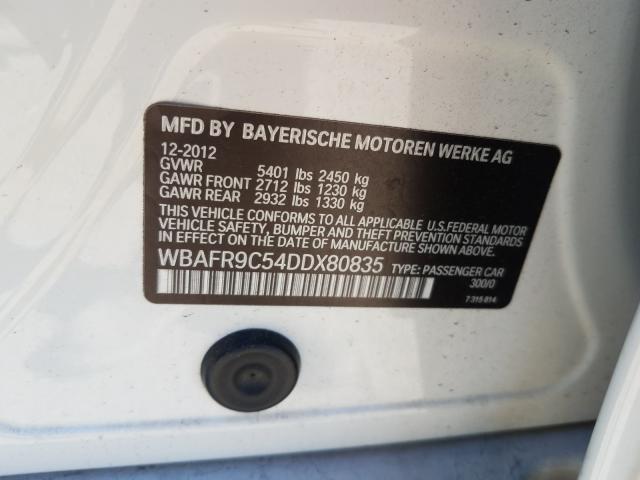 MFD BY BAYERISCHE MOTOREN WERKE AG
12-2012
GVWR 5401 lbs 2450 kg
GAWR FRONT 2712 lbs 1230 kg
GAWR REAR 2932 lbs 1330 kg
THIS VEHICLE CONFORMS TO ALL APPLICABLE U.S.FEDERAL MOTOR
VEHICLE SAFETY, BUMPER AND THEFT PREVENTION STANDARDS
IN EFFECT ON THE DATE OF MANUFACTURE SHOWN ABOVE.
WBAFR9C54DDX80835 TYPE: PASSENGER CAR
300/0
7 315 814